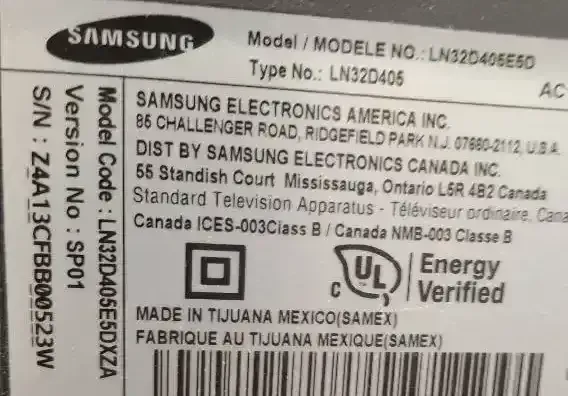 SAMSUNG
Model / MODELE NO.: LN32D405E5D
Type No.: LN32D405
AC
SAMSUNG ELECTRONICS AMERICA INC.
85 CHALLENGER ROAD, RIDGEFIELD PARK N.J. 07660-2112, U.S.A.
DIST BY SAMSUNG ELECTRONICS CANADA INC.
55 Standish Court Mississauga, Ontario L5R 4B2 Canada
Standard Television Apparatus - Téléviseur ordinaire, Cana
Canada ICES-003Class B / Canada NMB-003 Classe B
C UL Energy
Verified
MADE IN TIJUANA MEXICO(SAMEX)
FABRIQUE AU TIJUANA MEXIQUE(SAMEX)
Model Code : LN32D405E5DXZA
Version No : SP01
S/N : Z4A13CFBB00523W